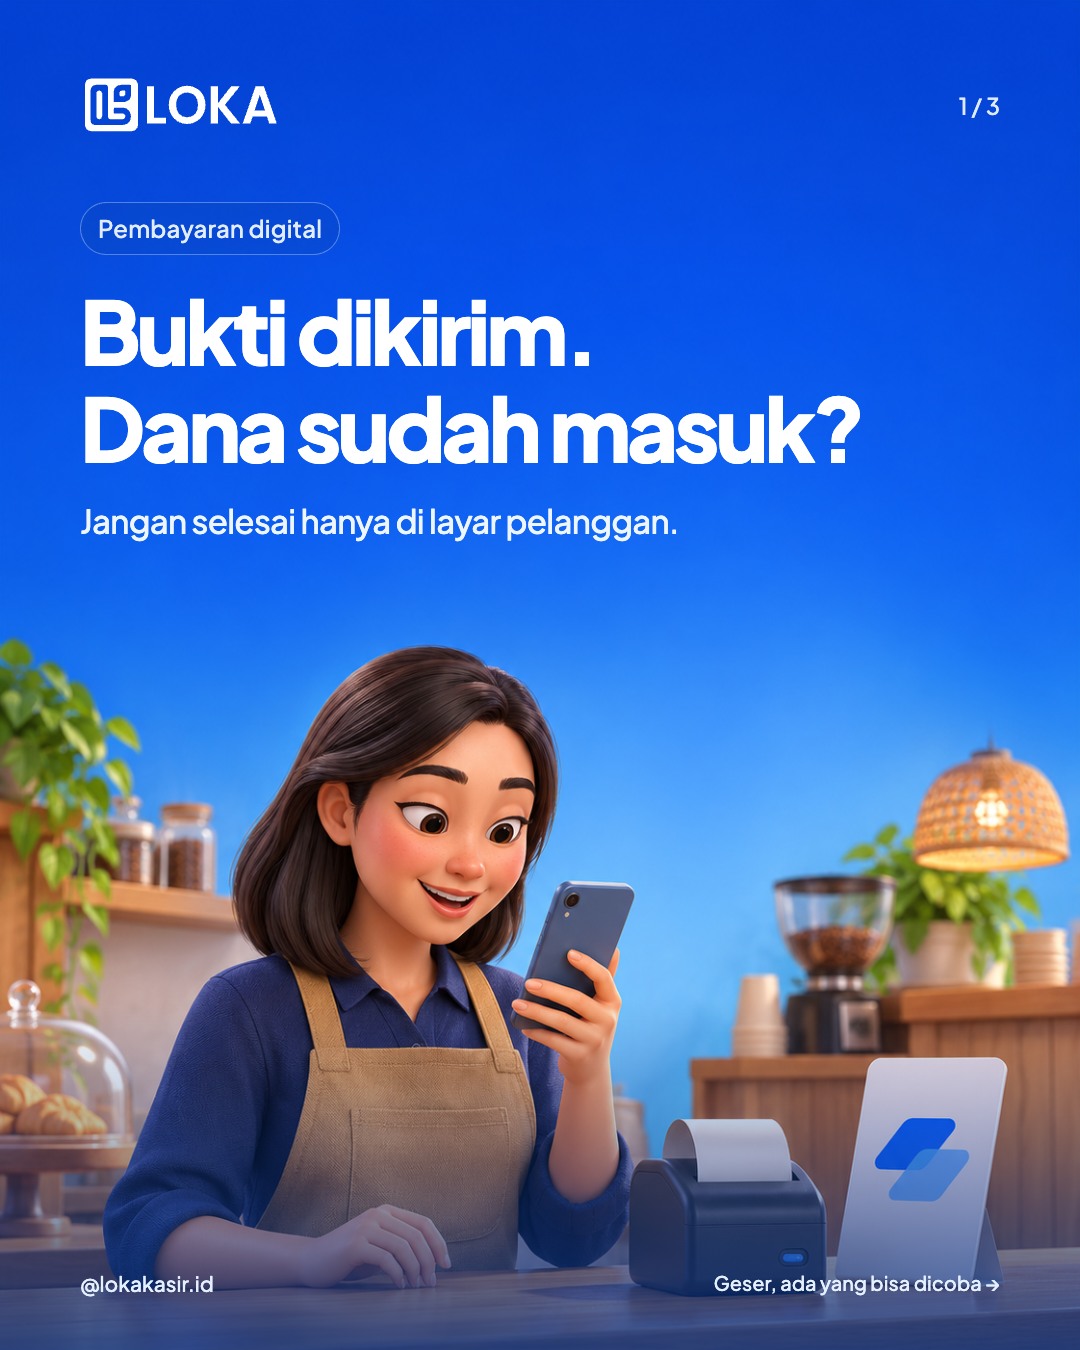 LOKA
1/3
Pembayaran digital
Bukti dikirim.
Dana sudah masuk?
Jangan selesai hanya di layar pelanggan.
@lokakasir.id
Geser, ada yang bisa dicoba →